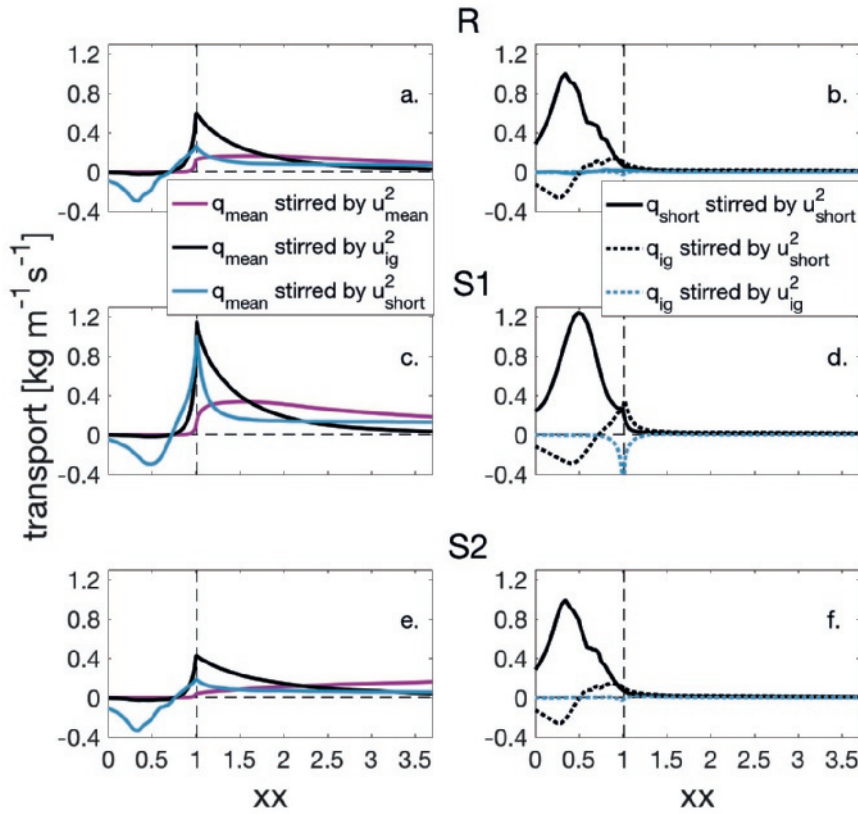 R
1.2
0.8
0.4
0
-0.4
a.
1.2
0.8
0.4
0
-0.4
b.
q_mean stirred by u²_mean
q_mean stirred by u²_ig
q_mean stirred by u²_short
q_short stirred by u²_short
q_ig stirred by u²_short
q_ig stirred by u²_ig
S1
transport [kg m⁻¹ s⁻¹]
1.2
0.8
0.4
0
-0.4
c.
1.2
0.8
0.4
0
-0.4
d.
S2
1.2
0.8
0.4
0
-0.4
e.
0 0.5 1 1.5 2 2.5 3 3.5
xx
1.2
0.8
0.4
0
-0.4
f.
0 0.5 1 1.5 2 2.5 3 3.5
xx